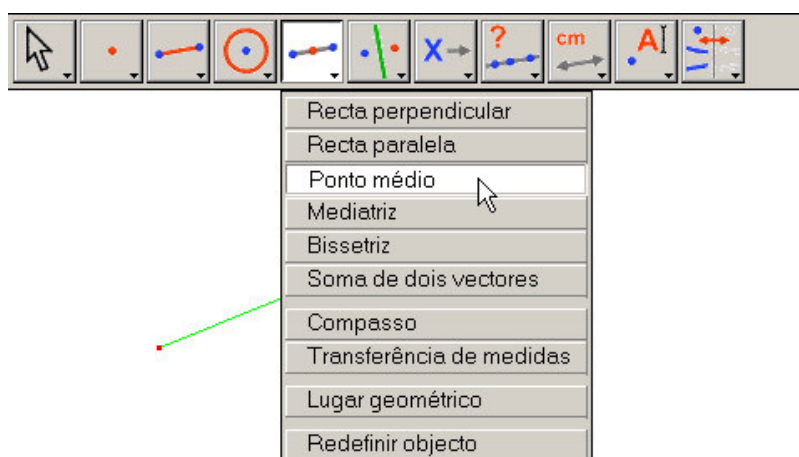 X
?
cm
A
Recta perpendicular
Recta paralela
Ponto médio
Mediatriz
Bissetriz
Soma de dois vectores
Compasso
Transferência de medidas
Lugar geométrico
Redefinir objecto